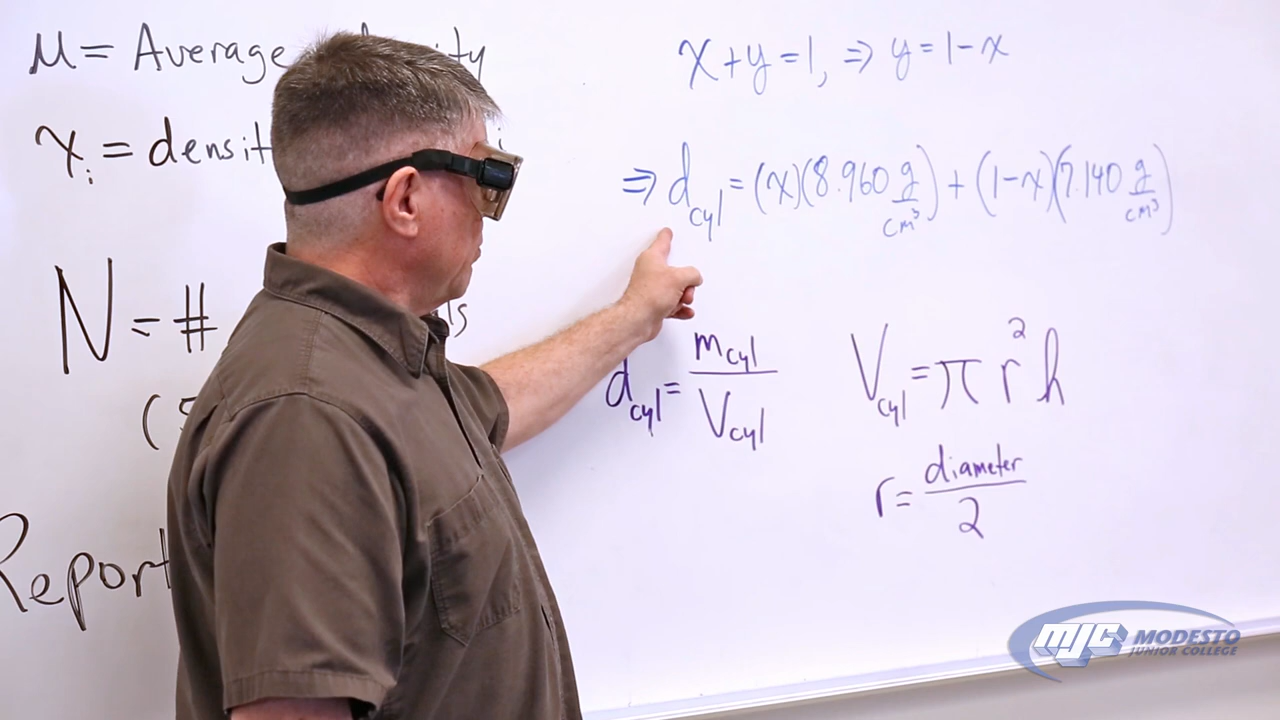 μ = Average
x + y = 1, ⇒ y = 1 − x
χᵢ = densit
⇒ d_cyl = (x)(8.960 g/cm³) + (1−x)(7.140 g/cm³)
N = #
d_cyl = m_cyl / V_cyl
V_cyl = π r² h
r = diameter / 2
Report
MJC MODESTO
JUNIOR COLLEGE